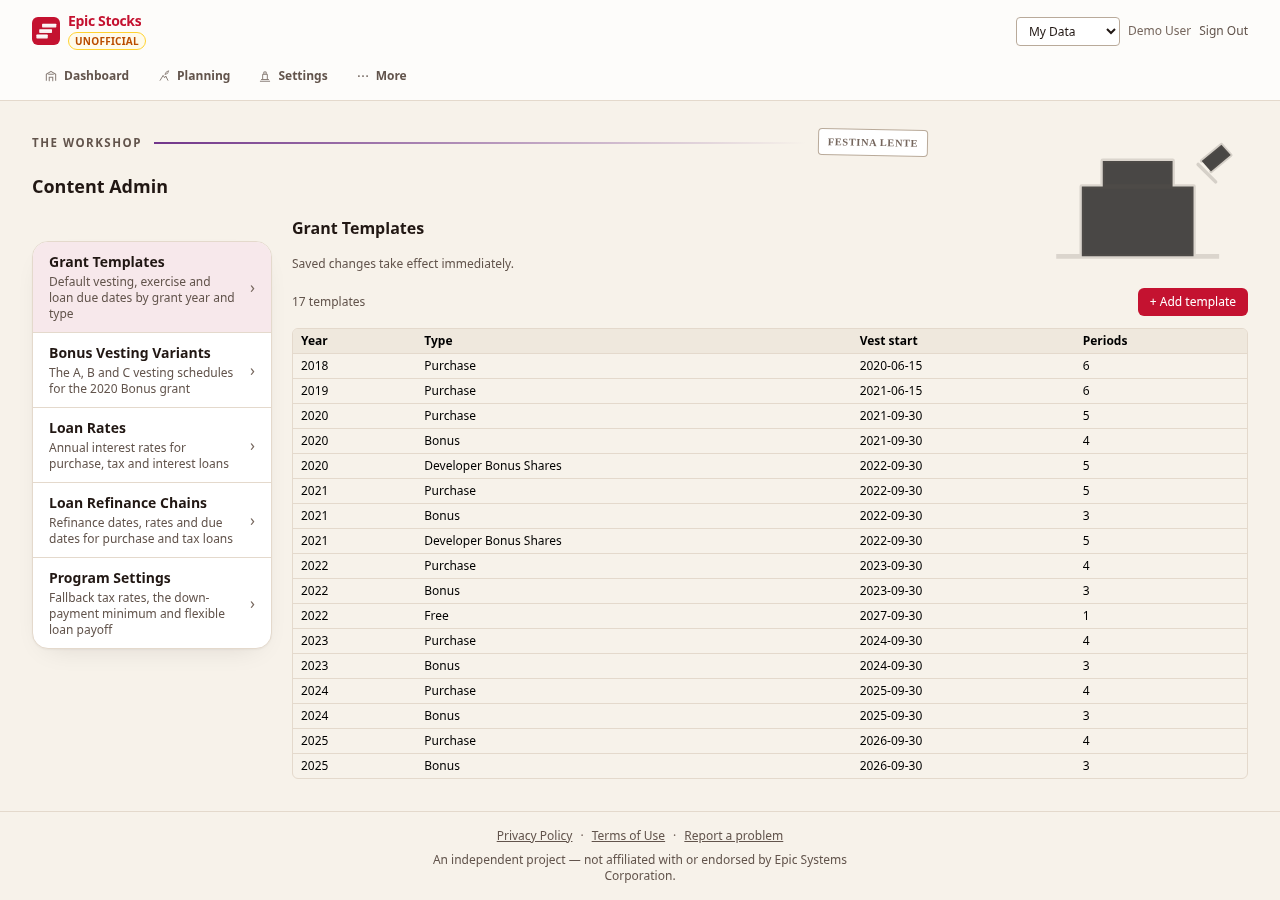 Epic Stocks
UNOFFICIAL
My Data
Demo User
Sign Out
Dashboard
Planning
Settings
More
THE WORKSHOP
FESTINA LENTE
Content Admin
Grant Templates
Default vesting, exercise and
loan due dates by grant year and
type
Bonus Vesting Variants
The A, B and C vesting schedules
for the 2020 Bonus grant
Loan Rates
Annual interest rates for
purchase, tax and interest loans
Loan Refinance Chains
Refinance dates, rates and due
dates for purchase and tax loans
Program Settings
Fallback tax rates, the down-
payment minimum and flexible
loan payoff
Grant Templates
Saved changes take effect immediately.
17 templates
+ Add template
Year Type Vest start Periods
2018 Purchase 2020-06-15 6
2019 Purchase 2021-06-15 6
2020 Purchase 2021-09-30 5
2020 Bonus 2021-09-30 4
2020 Developer Bonus Shares 2022-09-30 5
2021 Purchase 2022-09-30 5
2021 Bonus 2022-09-30 3
2021 Developer Bonus Shares 2022-09-30 5
2022 Purchase 2023-09-30 4
2022 Bonus 2023-09-30 3
2022 Free 2027-09-30 1
2023 Purchase 2024-09-30 4
2023 Bonus 2024-09-30 3
2024 Purchase 2025-09-30 4
2024 Bonus 2025-09-30 3
2025 Purchase 2026-09-30 4
2025 Bonus 2026-09-30 3
Privacy Policy · Terms of Use · Report a problem
An independent project — not affiliated with or endorsed by Epic Systems
Corporation.